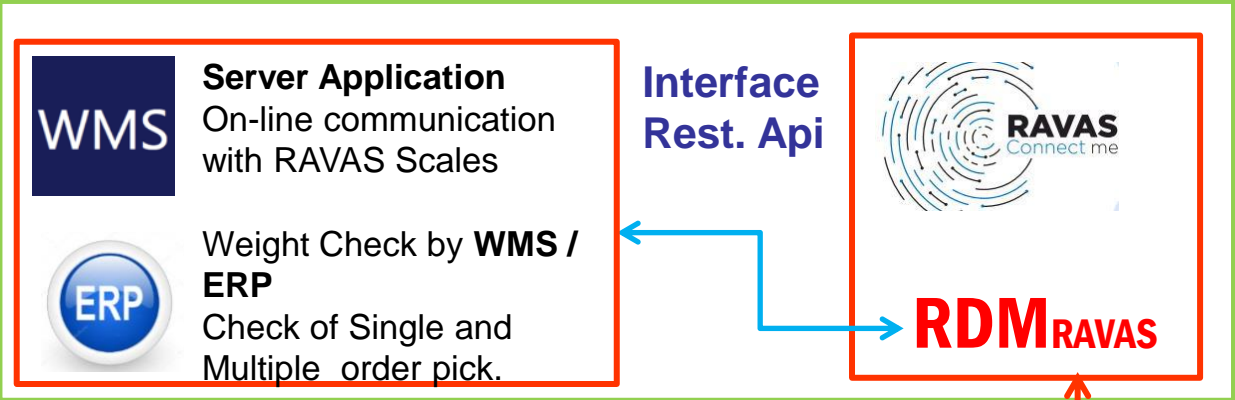 WMS
Server Application
On-line communication
with RAVAS Scales
ERP
Weight Check by WMS /
ERP
Check of Single and
Multiple order pick.
Interface
Rest. Api
RAVAS
Connect me
RDMRAVAS